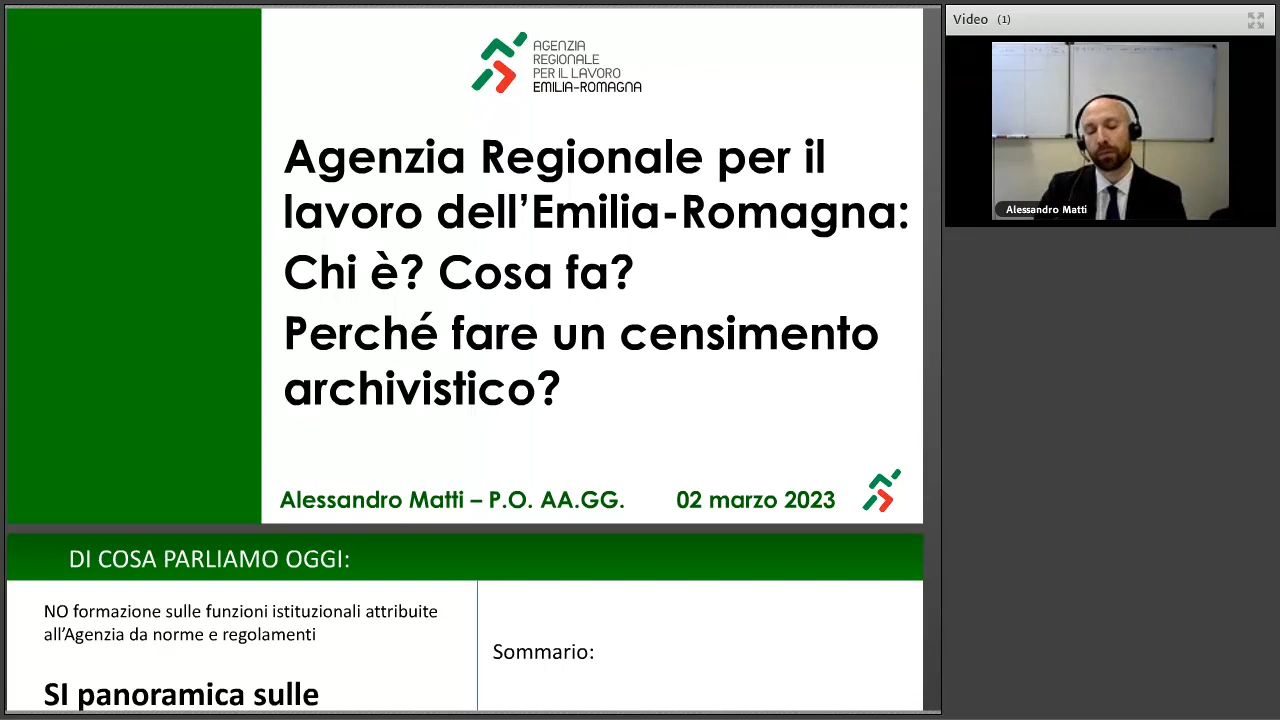 AGENZIA
REGIONALE
PER IL LAVORO
EMILIA-ROMAGNA
Agenzia Regionale per il
lavoro dell'Emilia-Romagna:
Chi è? Cosa fa?
Perché fare un censimento
archivistico?
Alessandro Matti – P.O. AA.GG. 02 marzo 2023
DI COSA PARLIAMO OGGI:
NO formazione sulle funzioni istituzionali attribuite
all'Agenzia da norme e regolamenti
SI panoramica sulle
Sommario:
Video (1)
Alessandro Matti